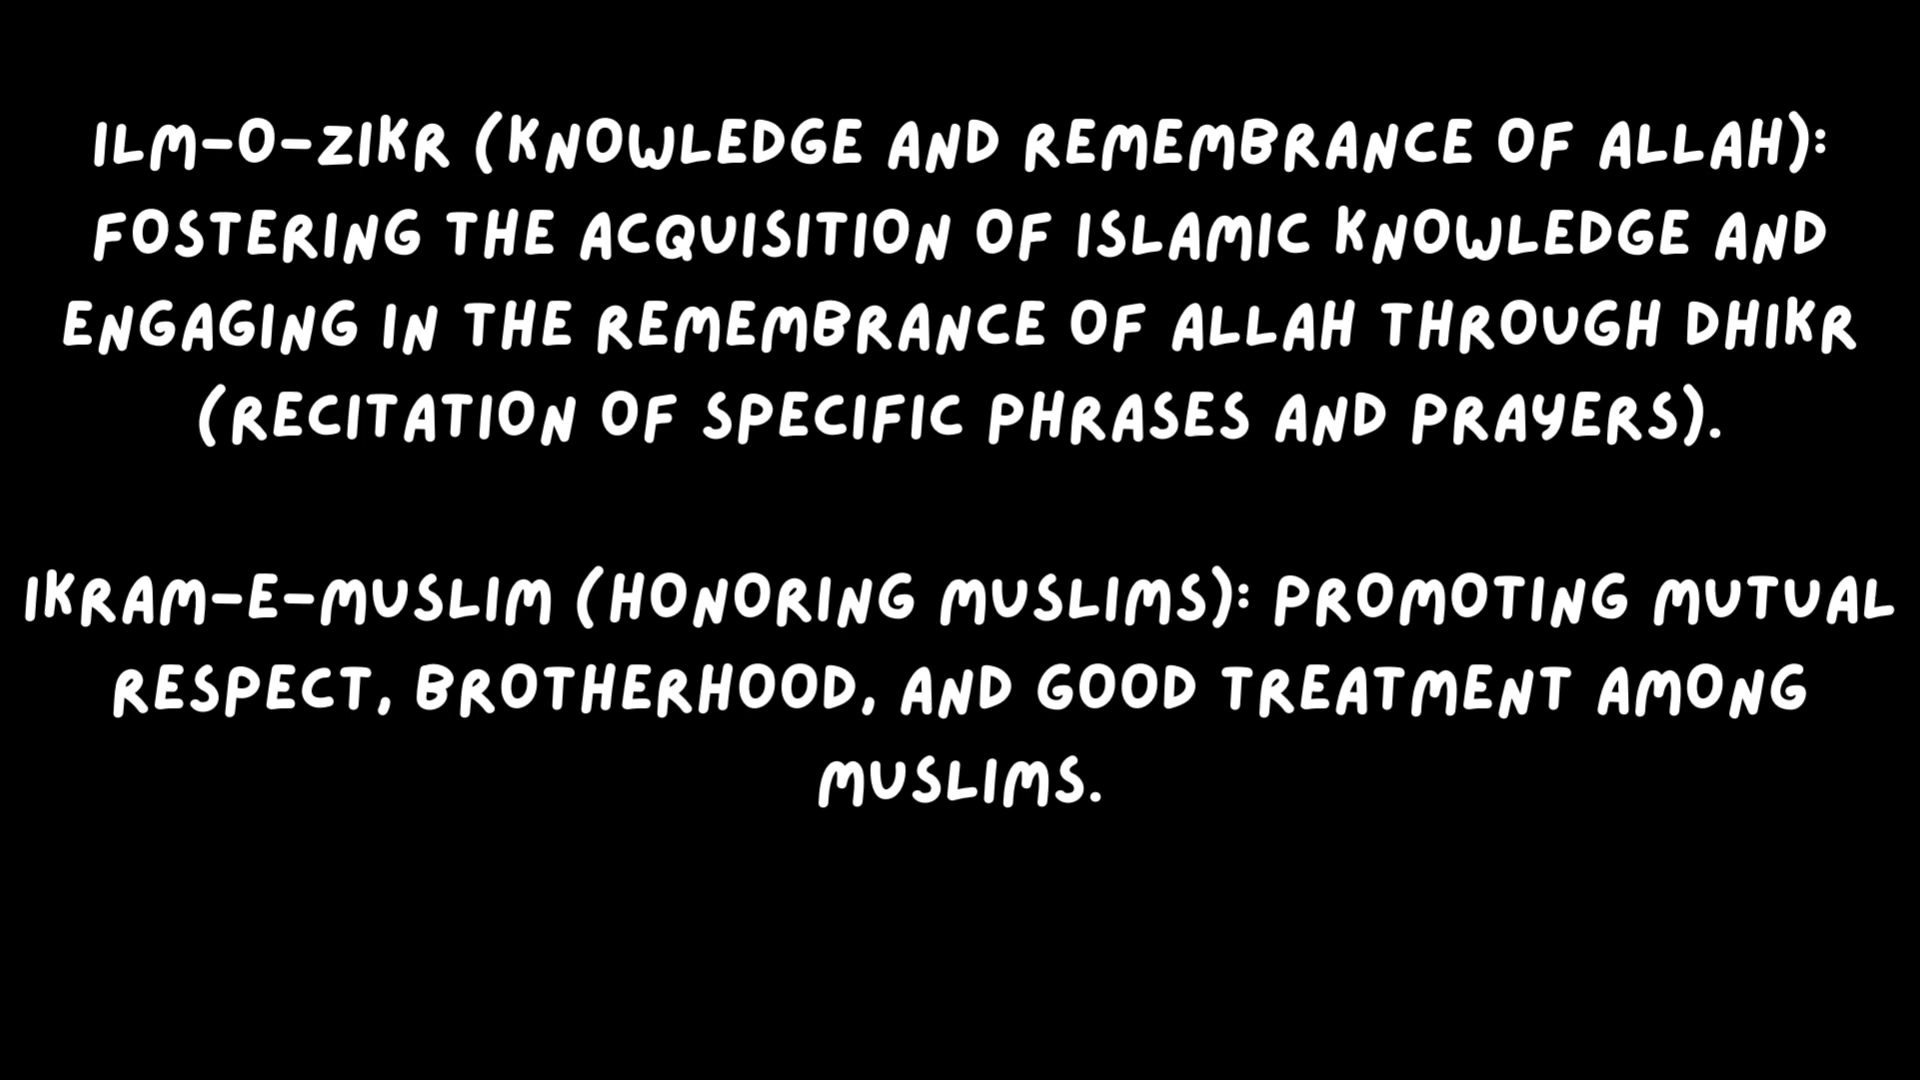 ILM-O-ZIKR (KNOWLEDGE AND REMEMBRANCE OF ALLAH):
FOSTERING THE ACQUISITION OF ISLAMIC KNOWLEDGE AND
ENGAGING IN THE REMEMBRANCE OF ALLAH THROUGH DHIKR
(RECITATION OF SPECIFIC PHRASES AND PRAYERS).
IKRAM-E-MUSLIM (HONORING MUSLIMS): PROMOTING MUTUAL
RESPECT, BROTHERHOOD, AND GOOD TREATMENT AMONG
MUSLIMS.